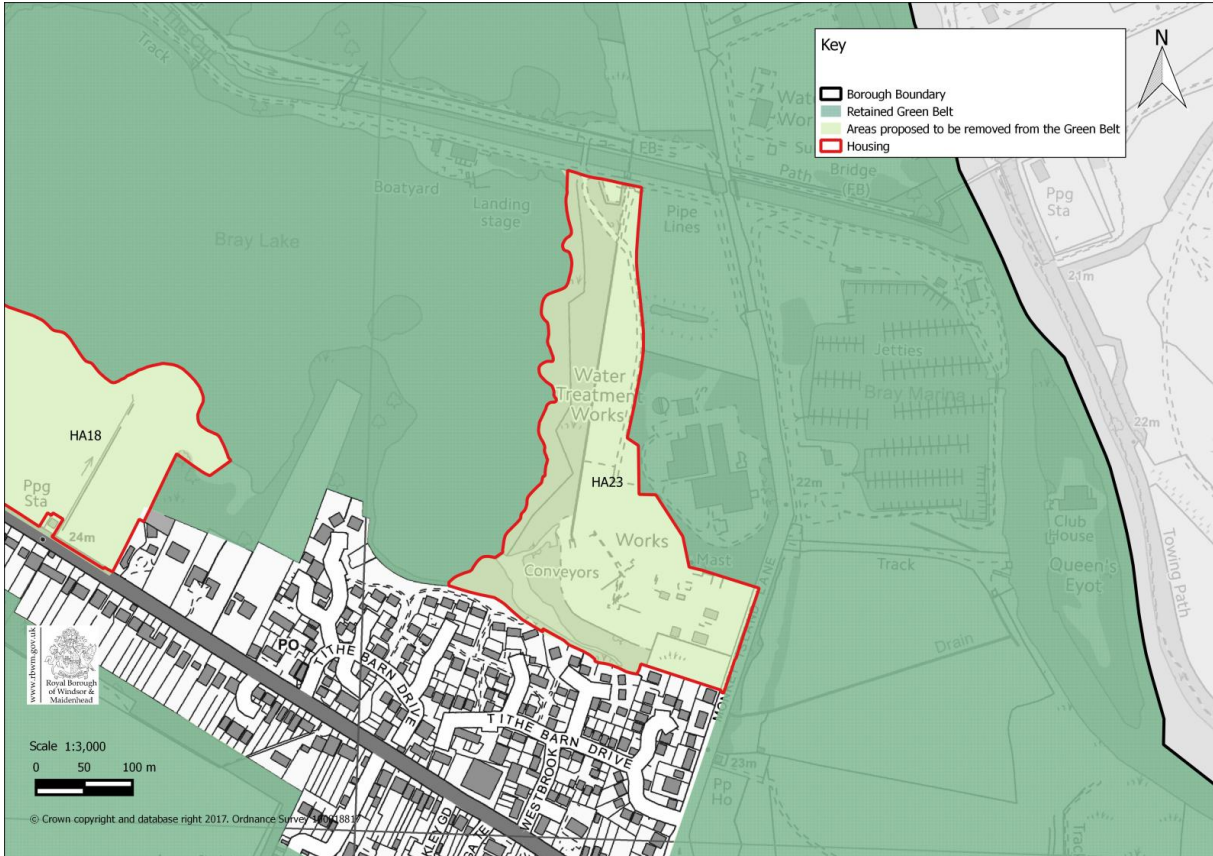 Key
Borough Boundary
Retained Green Belt
Areas proposed to be removed from the Green Belt
Housing
N
Track
FB
Path
Bridge
(FB)
Ppg
Sta
Boatyard
Landing
stage
Pipe
Lines
Bray Lake
21m
Jetties
Bray Marina
Water
Treatment
Works
22m
HA18
HA23
Ppg
Sta
22m
24m
Works
Club
House
Conveyors
Mast
Track
Queen's
Eyot
Towing Path
PO
TITHE BARN DRIVE
Drain
www.rbwm.gov.uk
Royal Borough
of Windsor &
Maidenhead
TITHE BARN DRIVE
WESTBROOK
23m
Pp
Ho
Scale 1:3,000
0 50 100 m
© Crown copyright and database right 2017. Ordnance Survey